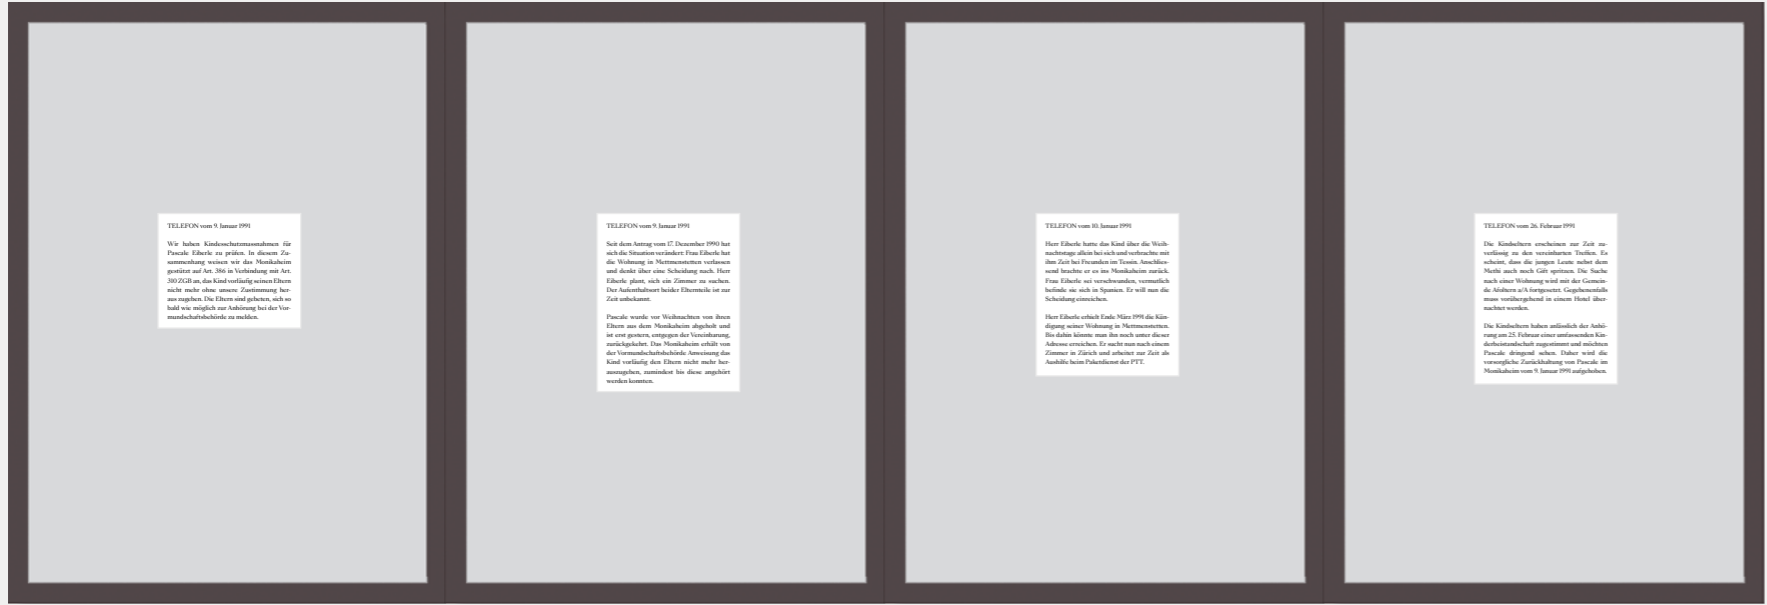 TELEFON vom 9. Januar 1991
Wir haben Kindesschutzmassnahmen für
Pascale Eiberle zu prüfen. In diesem Zu-
sammenhang weisen wir das Monikaheim
gestützt auf Art. 386 in Verbindung mit Art.
310 ZGB an, das Kind vorläufig seinen Eltern
nicht mehr ohne unsere Zustimmung her-
aus zugeben. Die Eltern sind gebeten, sich so
bald wie möglich zur Anhörung bei der Vor-
mundschaftsbehörde zu melden.
TELEFON vom 9. Januar 1991
Seit dem Antrag vom 17. Dezember 1990 hat
sich die Situation verändert: Frau Eiberle hat
die Wohnung in Mettmenstetten verlassen
und denkt über eine Scheidung nach. Herr
Eiberle plant, sich ein Zimmer zu suchen.
Der Aufenthaltsort beider Elternteile ist zur
Zeit unbekannt.
Pascale wurde vor Weihnachten von ihren
Eltern aus dem Monikaheim abgeholt und
ist erst gestern, entgegen der Vereinbarung,
zurückgekehrt. Das Monikaheim erhält von
der Vormundschaftsbehörde Anweisung das
Kind vorläufig den Eltern nicht mehr her-
auszugeben, zumindest bis diese angehört
werden konnten.
TELEFON vom 10. Januar 1991
Herr Eiberle hatte das Kind über die Weih-
nachtstage allein bei sich und verbrachte mit
ihm Zeit bei Freunden im Tessin. Anschlies-
send brachte er es ins Monikaheim zurück.
Frau Eiberle sei verschwunden, vermutlich
befinde sie sich in Spanien. Er will nun die
Scheidung einreichen.
Herr Eiberle erhielt Ende März 1991 die Kün-
digung seiner Wohnung in Mettmenstetten.
Bis dahin könnte man ihn noch unter dieser
Adresse erreichen. Er sucht nun nach einem
Zimmer in Zürich und arbeitet zur Zeit als
Aushilfe beim Paketdienst der PTT.
TELEFON vom 26. Februar 1991
Die Kindseltern erscheinen zur Zeit zu-
verlässig zu den vereinbarten Treffen. Es
scheint, dass die jungen Leute nebst dem
Methi auch noch Gift spritzen. Die Suche
nach einer Wohnung wird mit der Gemein-
de Afoltern a/A fortgesetzt. Gegebenenfalls
muss vorübergehend in einem Hotel über-
nachtet werden.
Die Kindseltern haben anlässlich der Anhö-
rung am 25. Februar einer umfassenden Kin-
derbeistandschaft zugestimmt und möchten
Pascale dringend sehen. Daher wird die
vorsorgliche Zurückhaltung von Pascale im
Monikaheim vom 9. Januar 1991 aufgehoben.